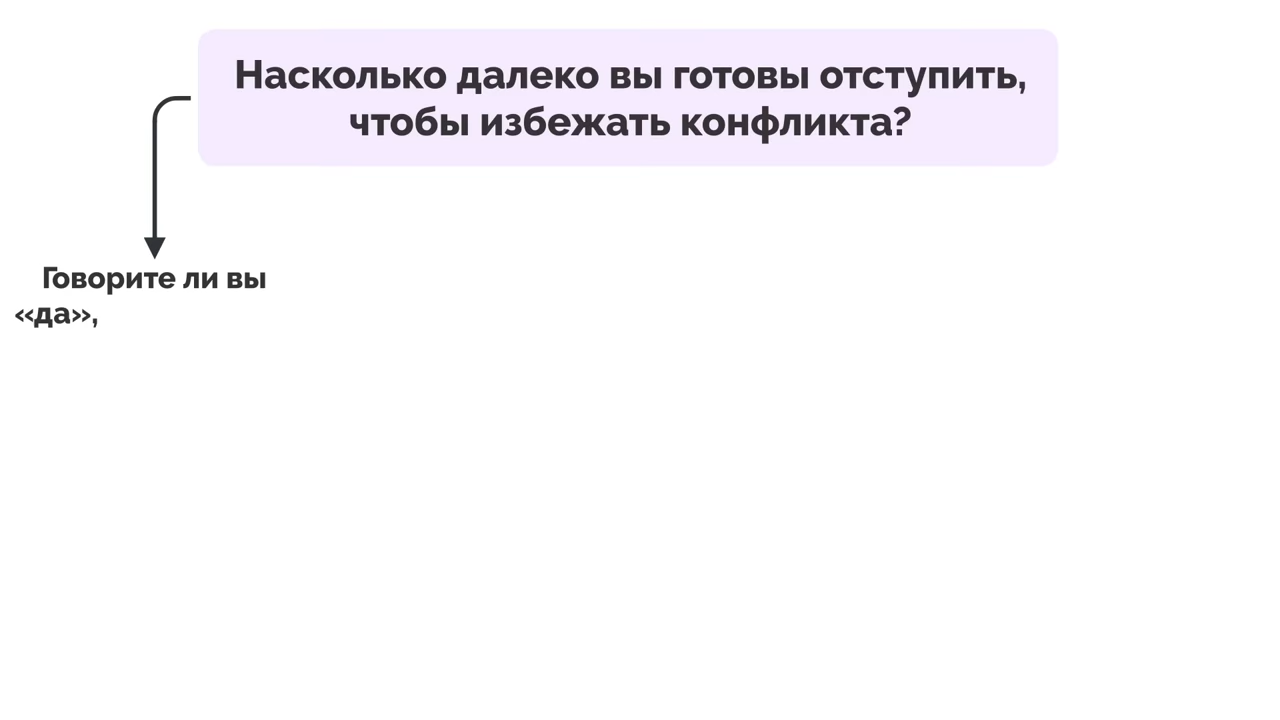 Насколько далеко вы готовы отступить,
чтобы избежать конфликта?
Говорите ли вы
«да»,